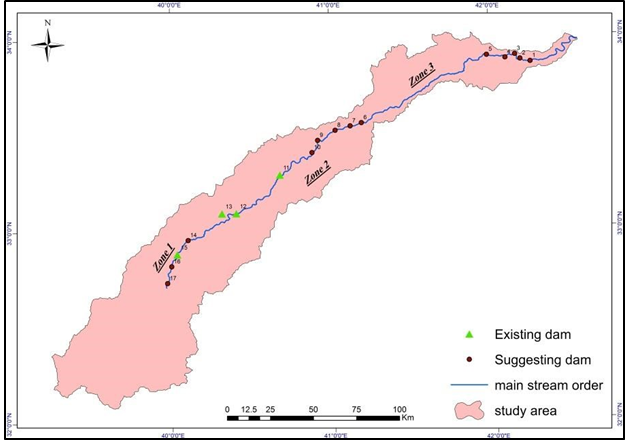 40°0'0"E 41°0'0"E 42°0'0"E
34°0'0"N 34°0'0"N
N
5 4 3 2 1
Zone 3
9 8 7 6
10
11
Zone 2
13 12
33°0'0"N 33°0'0"N
14
Zone 1
15
16
17
Existing dam
Suggesting dam
main stream order
study area
0 12.5 25 50 75 100
Km
32°0'0"N 32°0'0"N
40°0'0"E 41°0'0"E 42°0'0"E